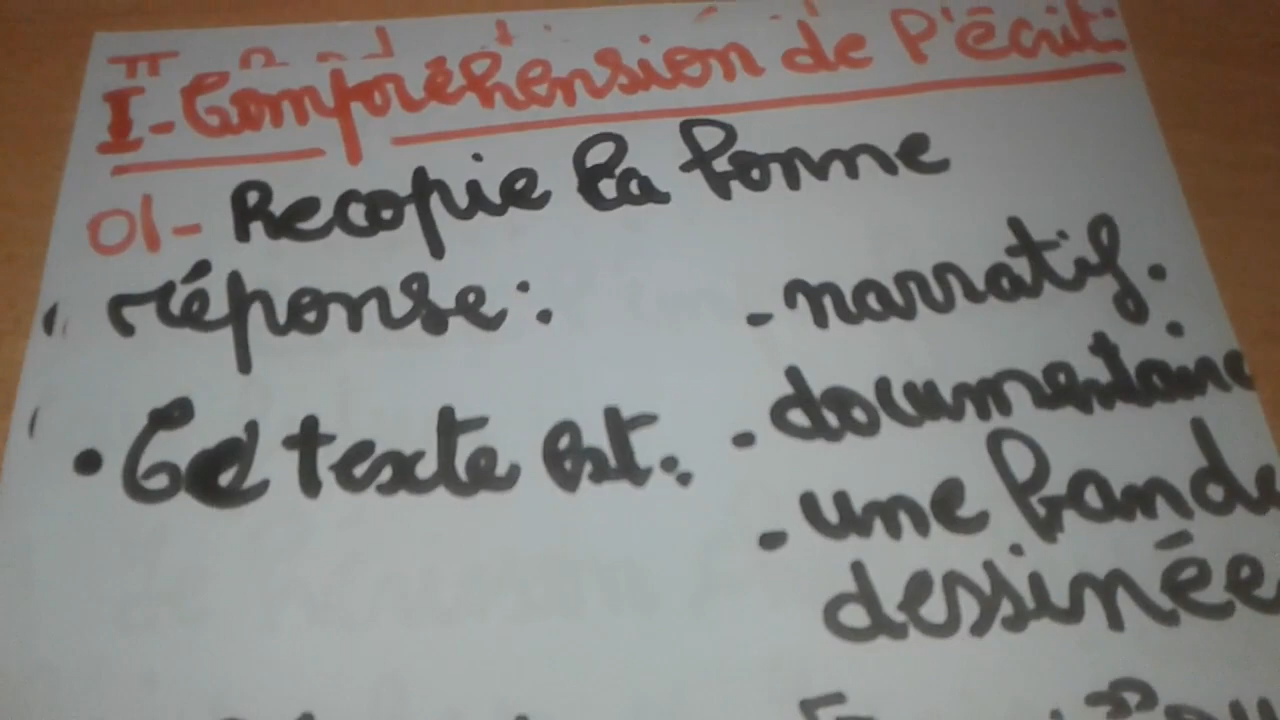 I- Compréhension de l'écrit:
01- Recopie la bonne
réponse:
- narratif.
• Ce texte est:
- documentaire
- une bande
dessinée